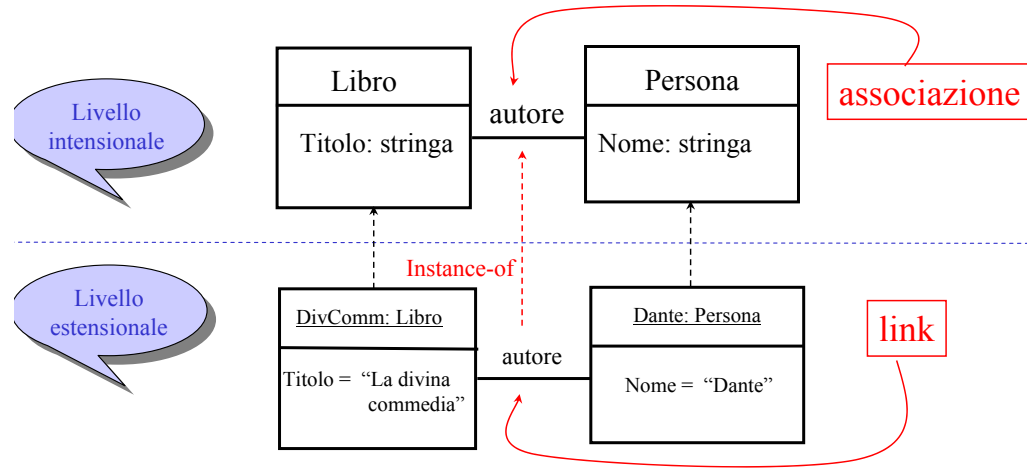 Livello
intensionale
Libro
Titolo: stringa
autore
Persona
Nome: stringa
associazione
Instance-of
Livello
estensionale
DivComm: Libro
Titolo = “La divina
commedia”
autore
Dante: Persona
Nome = “Dante”
link